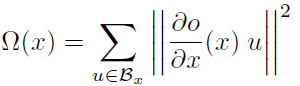 Ω(x) = ∑_{u∈ℬ_x} || ∂o/∂x (x) u ||²